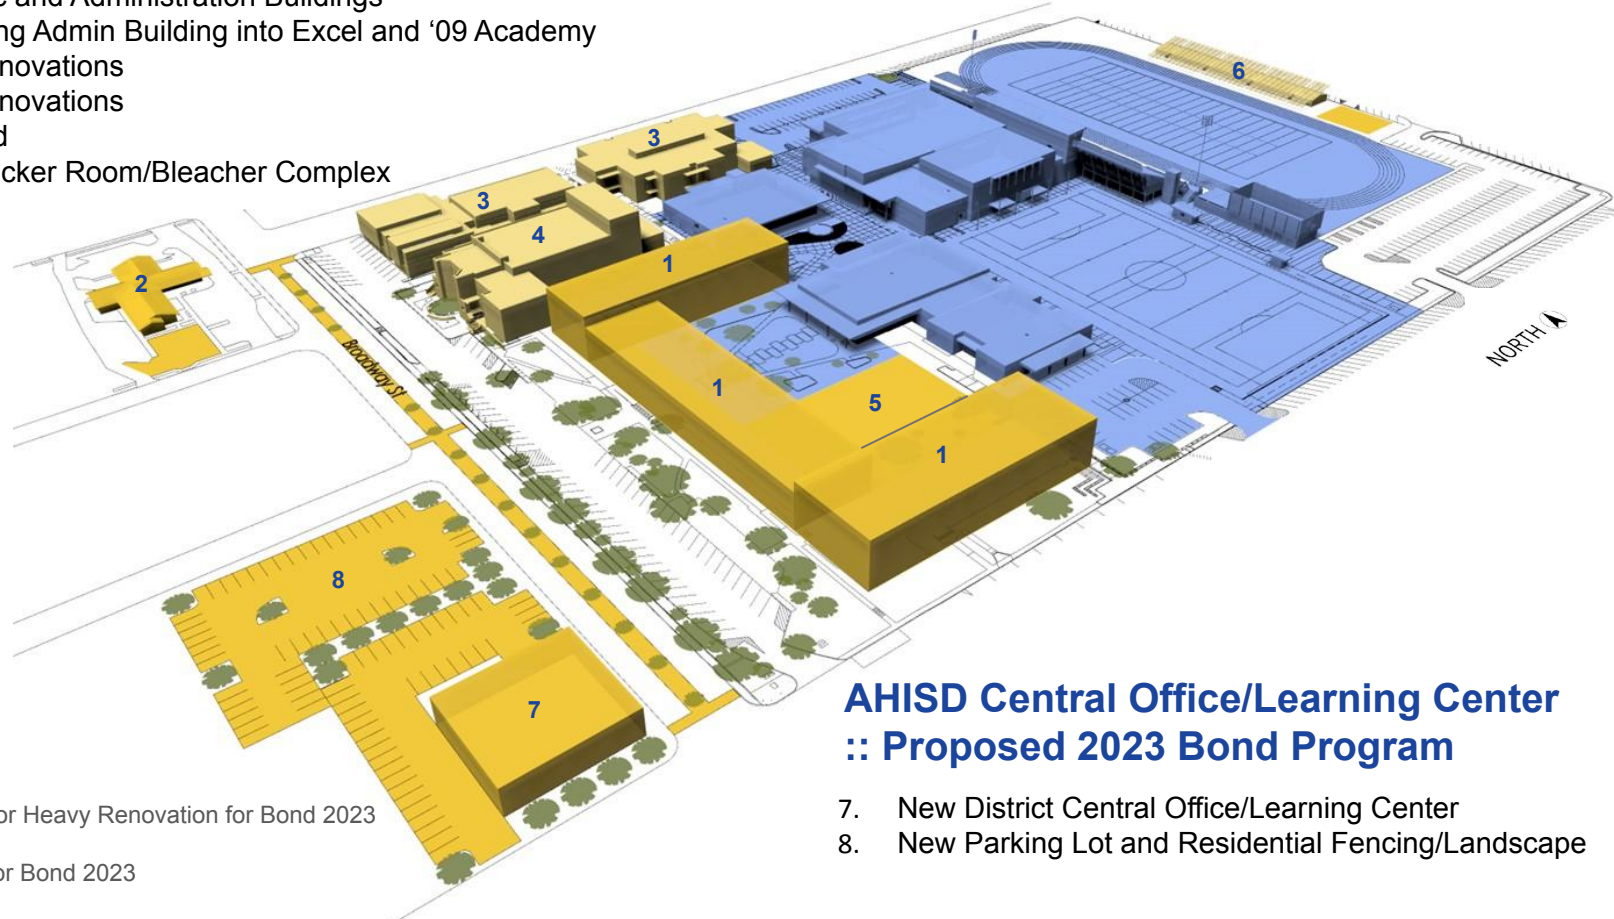 and Administration Buildings
ng Admin Building into Excel and ‘09 Academy
novations
novations
d
cker Room/Bleacher Complex
6
3
3
4
1
2
Broadway St
NORTH
1
5
1
8
7
AHISD Central Office/Learning Center
:: Proposed 2023 Bond Program
7. New District Central Office/Learning Center
8. New Parking Lot and Residential Fencing/Landscape
or Heavy Renovation for Bond 2023
or Bond 2023